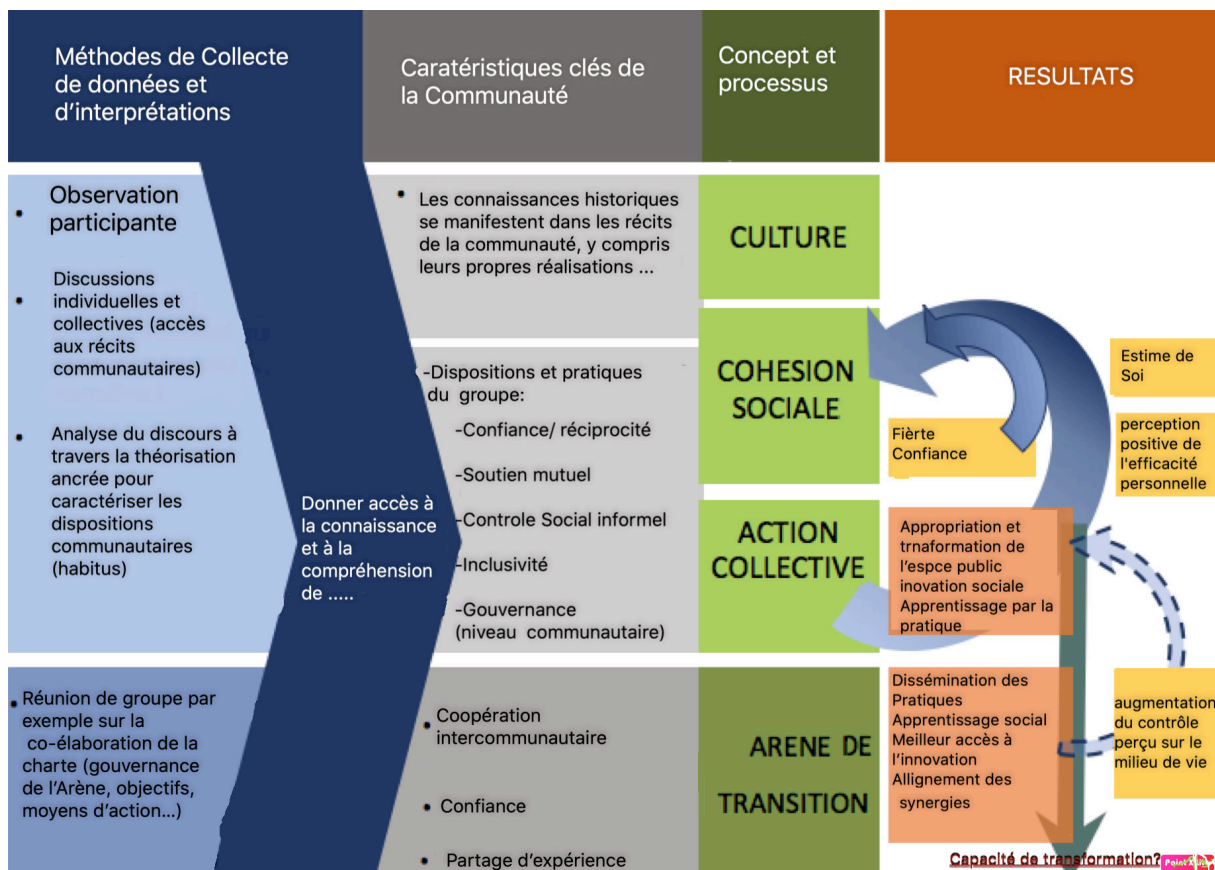 Méthodes de Collecte
de données et
d'interprétations
Caratéristiques clés de
la Communauté
Concept et
processus
RESULTATS
• Observation
participante
• Discussions
individuelles et
collectives (accès
aux récits
communautaires)
• Analyse du discours à
travers la théorisation
ancrée pour
caractériser les
dispositions
communautaires
(habitus)
• Réunion de groupe par
exemple sur la
co-élaboration de la
charte (gouvernance
de l'Arène, objectifs,
moyens d'action...)
Donner accès à
la connaissance
et à la
compréhension
de .....
• Les connaissances historiques
se manifestent dans les récits
de la communauté, y compris
leurs propres réalisations ...
-Dispositions et pratiques
du groupe:
-Confiance/ réciprocité
-Soutien mutuel
-Controle Social informel
-Inclusivité
-Gouvernance
(niveau communautaire)
• Coopération
intercommunautaire
• Confiance
• Partage d'expérience
CULTURE
COHESION
SOCIALE
ACTION
COLLECTIVE
ARENE DE
TRANSITION
Fièrte
Confiance
Estime de
Soi
perception
positive de
l'efficacité
personnelle
Appropriation et
trnaformation de
l'espce public
inovation sociale
Apprentissage par la
pratique
Dissémination des
Pratiques
Apprentissage social
Meilleur accès à
l'innovation
Allignement des
synergies
augmentation
du contrôle
perçu sur le
milieu de vie
Capacité de transformation?